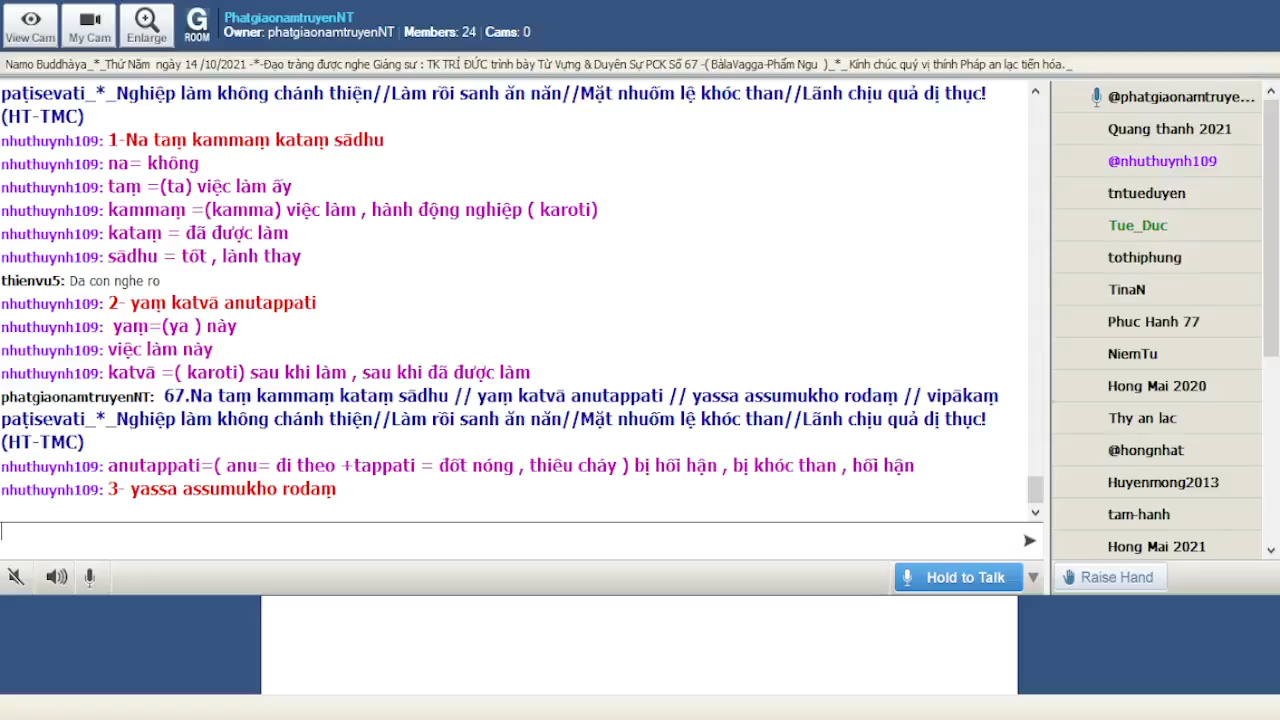 View Cam
My Cam
Enlarge
G
ROOM
PhatgiaonamtruyenNT
Owner: phatgiaonamtruyenNT | Members: 24 | Cams: 0
Namo Buddhàya_*_Thứ Năm ngày 14 /10/2021 -*-Đạo tràng được nghe Giảng sư : TK TRÍ ĐỨC trình bày Từ Vựng & Duyên Sự PCK Số 67 -( BàlaVagga-Phẩm Ngu )_*_ Kính chúc quý vị thính Pháp an lạc tiến hóa._
paṭisevati_*_Nghiệp làm không chánh thiện//Làm rồi sanh ăn năn//Mặt nhuốm lệ khóc than//Lãnh chịu quả dị thục!
(HT-TMC)
nhuthuynh109: 1-Na taṃ kammaṃ kataṃ sādhu
nhuthuynh109: na= không
nhuthuynh109: taṃ =(ta) việc làm ấy
nhuthuynh109: kammaṃ =(kamma) việc làm , hành động nghiệp ( karoti)
nhuthuynh109: kataṃ = đã được làm
nhuthuynh109: sādhu = tốt , lành thay
thienvu5: Da con nghe ro
nhuthuynh109: 2- yaṃ katvā anutappati
nhuthuynh109: yaṃ=(ya ) này
nhuthuynh109: việc làm này
nhuthuynh109: katvā =( karoti) sau khi làm , sau khi đã được làm
phatgiaonamtruyenNT: 67.Na taṃ kammaṃ kataṃ sādhu // yaṃ katvā anutappati // yassa assumukho rodaṃ // vipākaṃ
paṭisevati_*_Nghiệp làm không chánh thiện//Làm rồi sanh ăn năn//Mặt nhuốm lệ khóc than//Lãnh chịu quả dị thục!
(HT-TMC)
nhuthuynh109: anutappati=( anu= đi theo +tappati = đốt nóng , thiêu cháy ) bị hối hận , bị khóc than , hối hận
nhuthuynh109: 3- yassa assumukho rodaṃ
@phatgiaonamtruye...
Quang thanh 2021
@nhuthuynh109
tntueduyen
Tue_Duc
tothiphung
TinaN
Phuc Hanh 77
NiemTu
Hong Mai 2020
Thy an lac
@hongnhat
Huyenmong2013
tam-hanh
Hong Mai 2021
Hold to Talk
Raise Hand